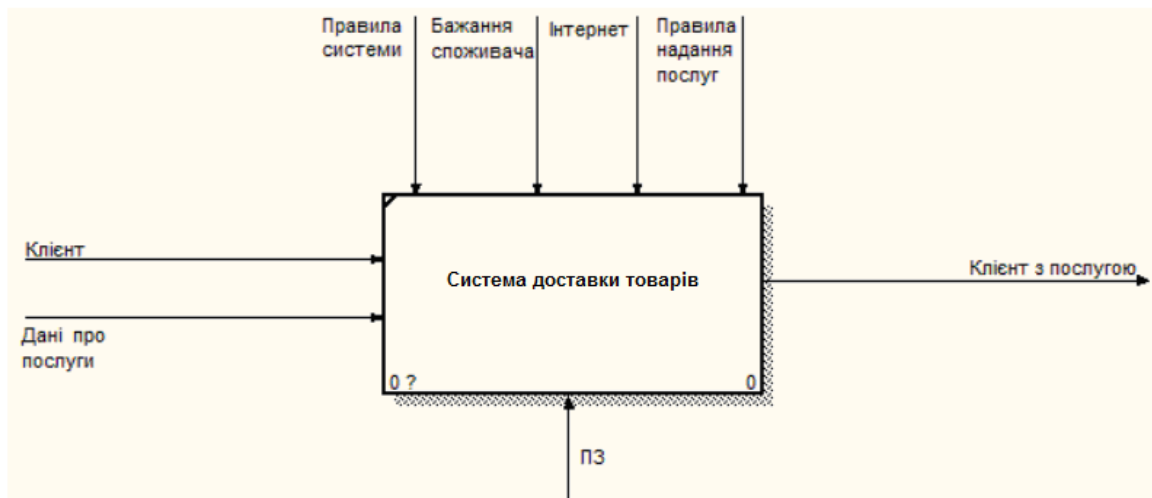 Правила
системи
Бажання
споживача
Інтернет
Правила
надання
послуг
Клієнт
Дані про
послуги
Система доставки товарів
Клієнт з послугою
0 ?
0
ПЗ